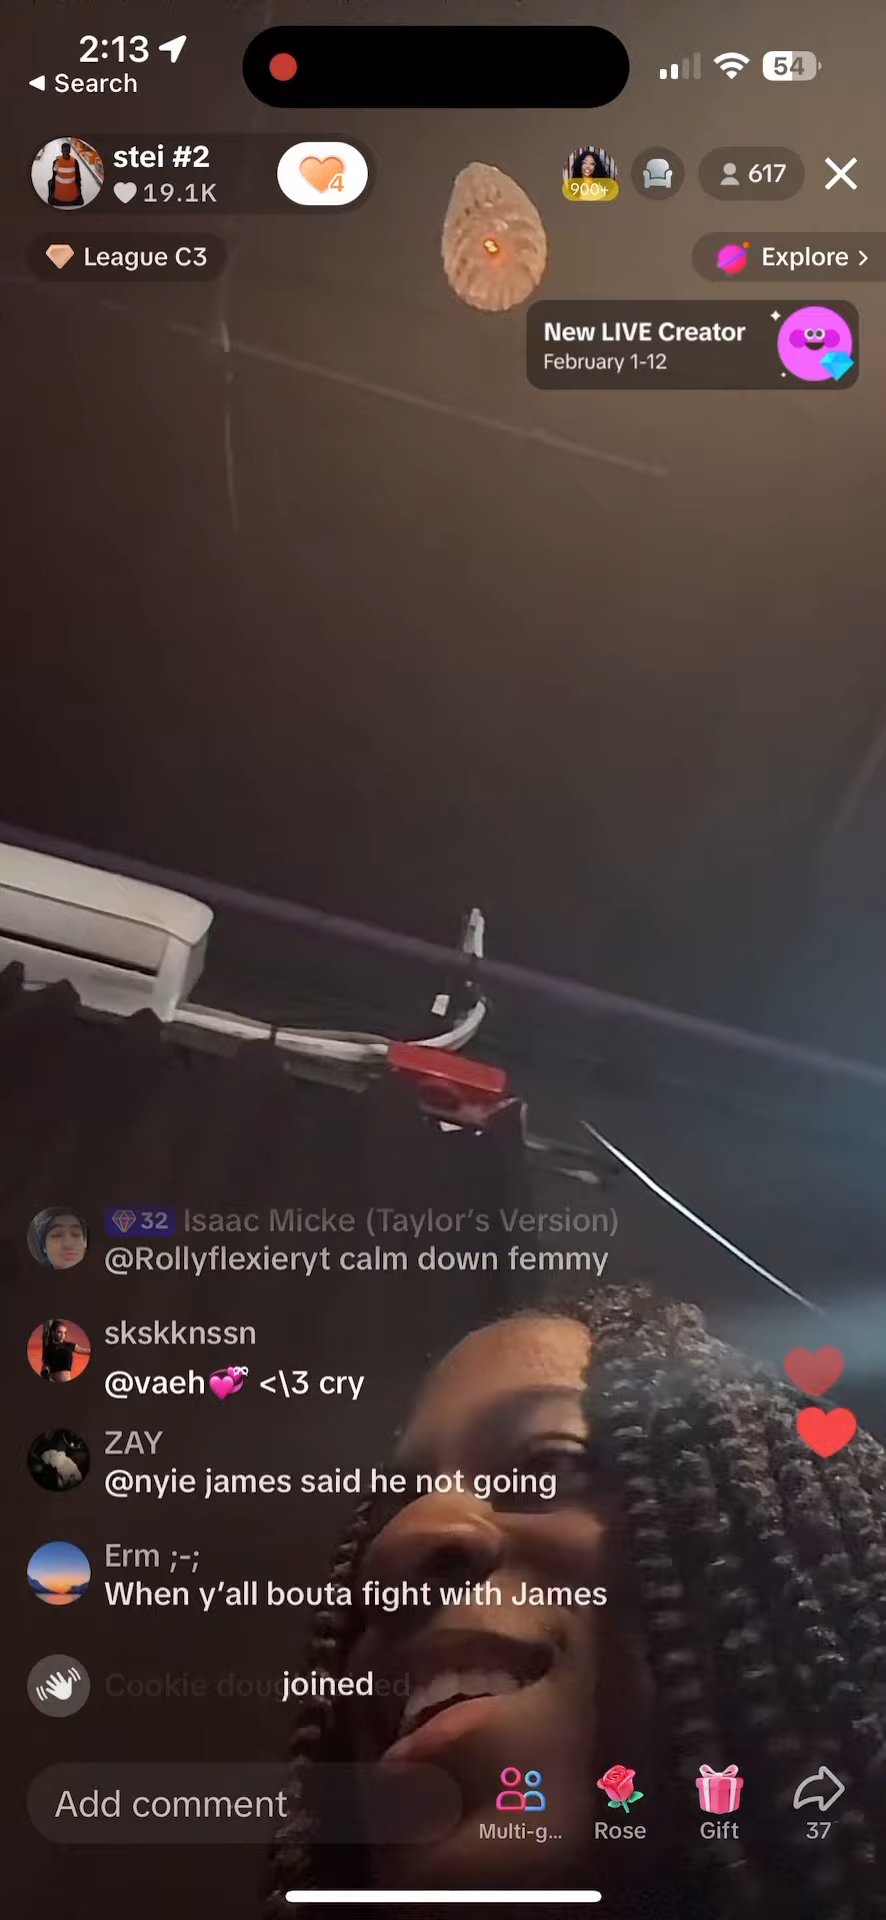 2:13
54
Search
stei #2
19.1K
4
900+
617
League C3
Explore
New LIVE Creator
February 1-12
32 Isaac Micke (Taylor’s Version)
@Rollyflexieryt calm down femmy
skskknssn
@vaeh💞 <\3 cry
ZAY
@nyie james said he not going
Erm ;-;
When y’all bouta fight with James
joined
Add comment
Multi-g...
Rose
Gift
37